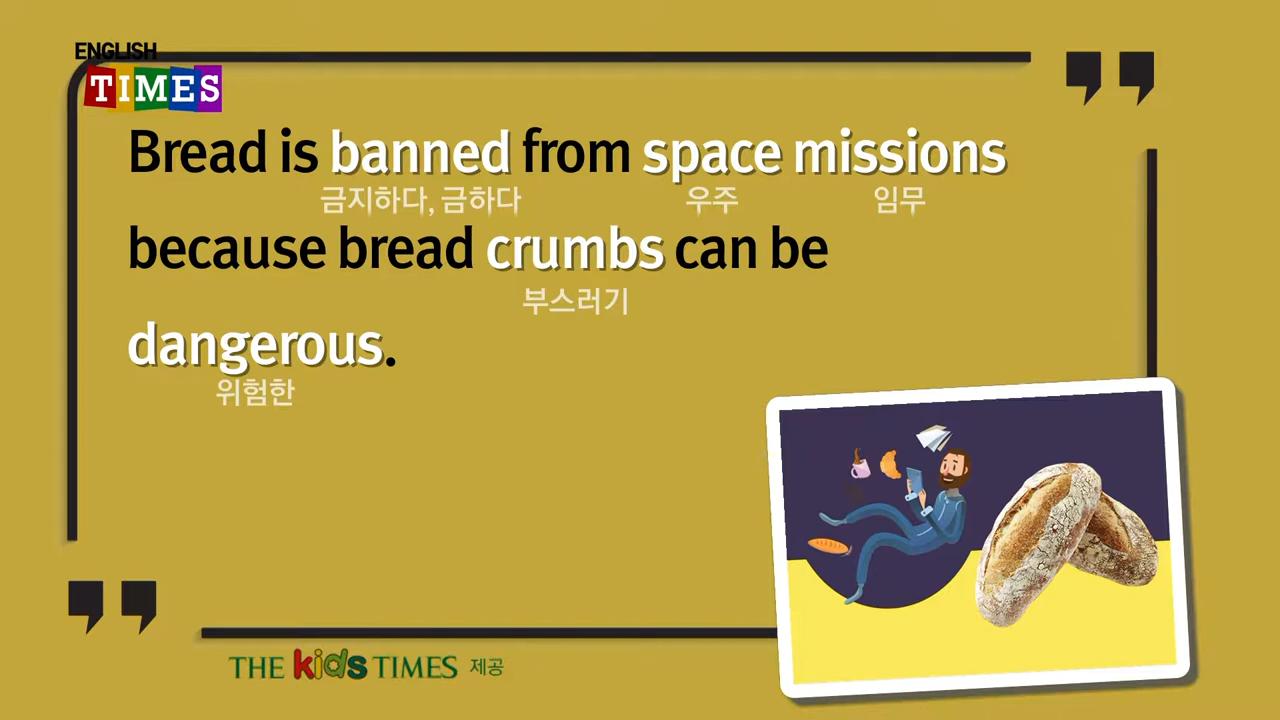 ENGLISH
TIMES
Bread is banned from space missions
금지하다, 금하다 우주 임무
because bread crumbs can be
부스러기
dangerous.
위험한
THE kids TIMES 제공